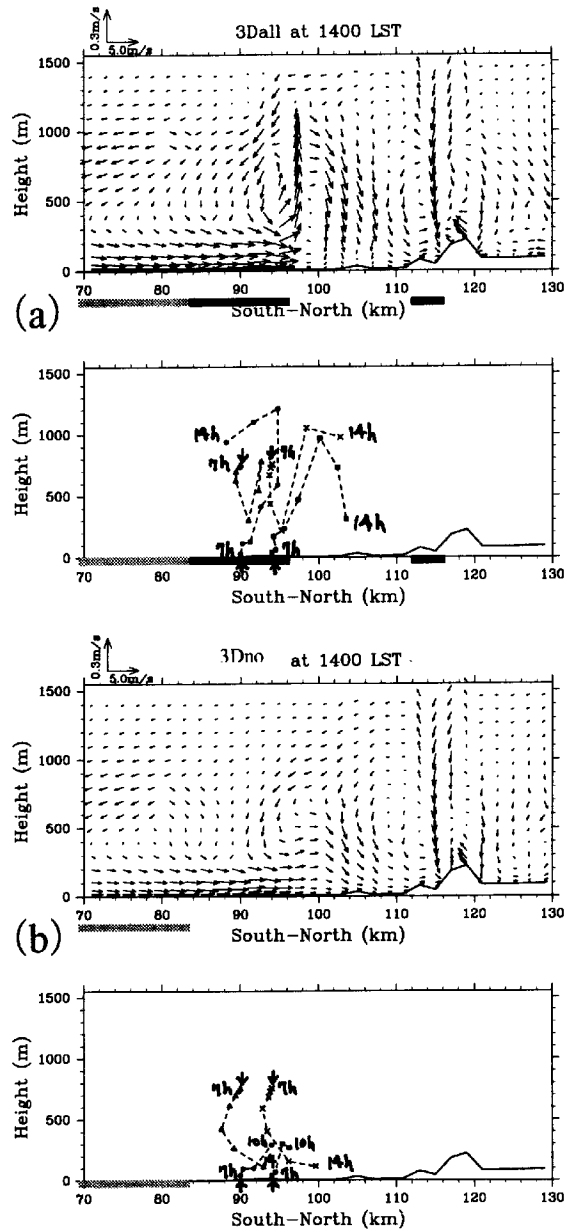 0.3m/s
5.0m/s
3Dall at 1400 LST
1500
1000
500
0
Height (m)
70 80 90 100 110 120 130
South-North (km)
(a)
1500
1000
500
0
Height (m)
14h
7h
7h
14h
14h
7h
7h
70 80 90 100 110 120 130
South-North (km)
0.3m/s
5.0m/s
3Dno at 1400 LST
1500
1000
500
0
Height (m)
70 80 90 100 110 120 130
South-North (km)
(b)
1500
1000
500
0
Height (m)
7h
7h
10h
10h
14h
7h
7h
70 80 90 100 110 120 130
South-North (km)